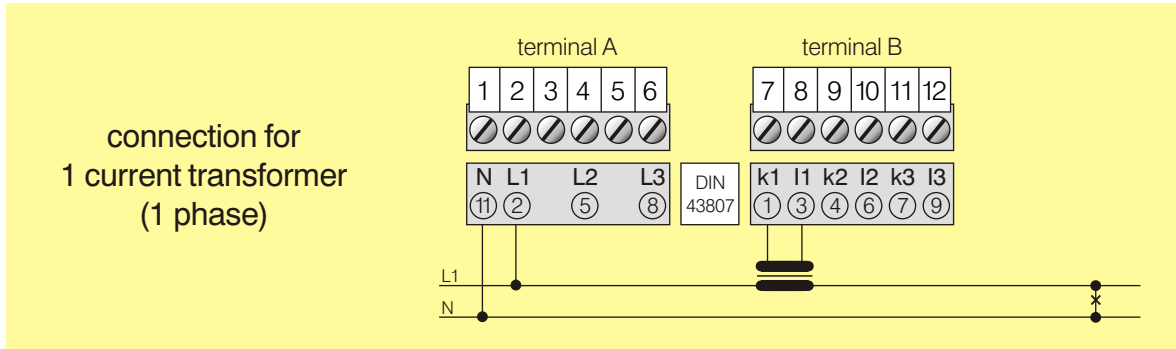 terminal A
terminal B
1 2 3 4 5 6
7 8 9 10 11 12
connection for
1 current transformer
(1 phase)
N L1 L2 L3
11 2 5 8
DIN
43807
k1 l1 k2 l2 k3 l3
1 3 4 6 7 9
L1
N